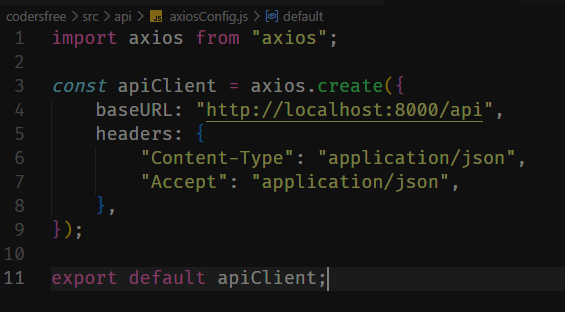 codersfree > src > api > JS axiosConfig.js > default
1 import axios from "axios";
2
3 const apiClient = axios.create({
4     baseURL: "http://localhost:8000/api",
5     headers: {
6         "Content-Type": "application/json",
7         "Accept": "application/json",
8     },
9 });
10
11 export default apiClient;